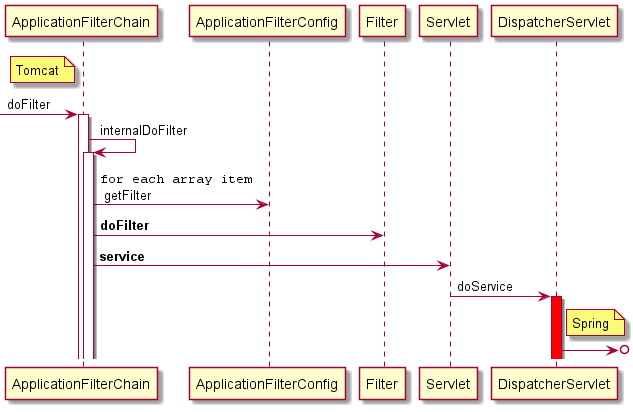 ApplicationFilterChain ApplicationFilterConfig Filter Servlet DispatcherServlet
Tomcat
doFilter
internalDoFilter
for each array item
getFilter
doFilter
service
doService
Spring
ApplicationFilterChain ApplicationFilterConfig Filter Servlet DispatcherServlet